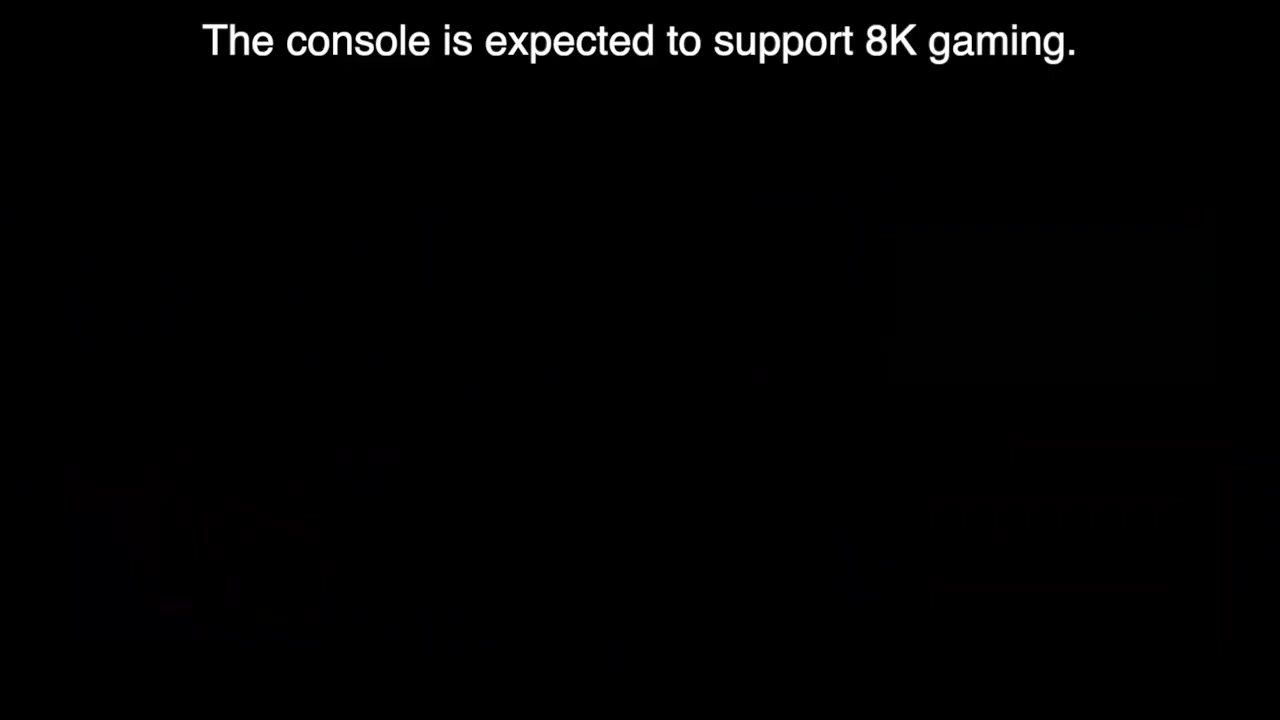 The console is expected to support 8K gaming.